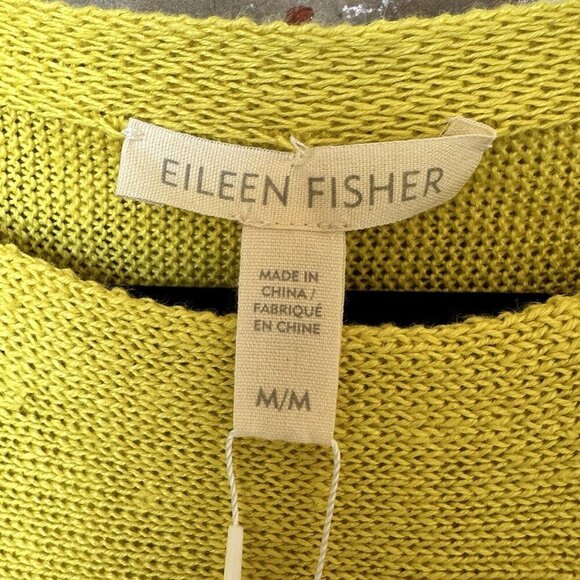 EILEEN FISHER
MADE IN
CHINA /
FABRIQUÉ
EN CHINE
M/M